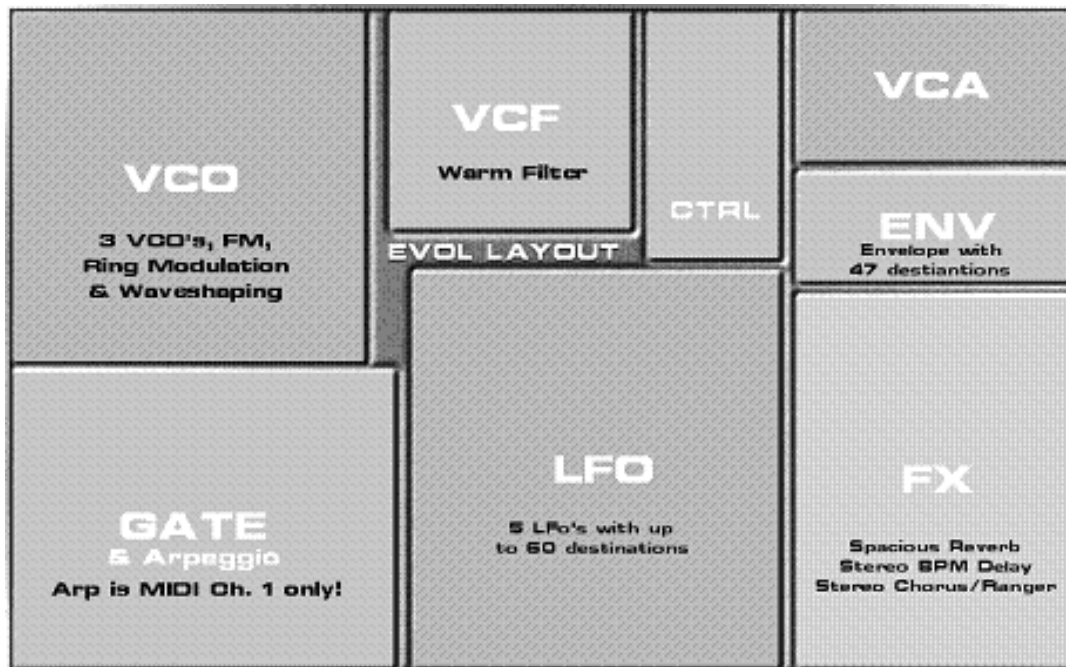 VCO
3 VCO's, FM,
Ring Modulation
& Waveshaping
VCF
Warm Filter
CTRL
VCA
ENV
Envelope with
47 destiantions
EVOL LAYOUT
GATE
& Arpeggio
Arp is MIDI Ch. 1 only!
LFO
5 LFo's with up
to 60 destinations
FX
Spacious Reverb
Stereo BPM Delay
Stereo Chorus/Ranger